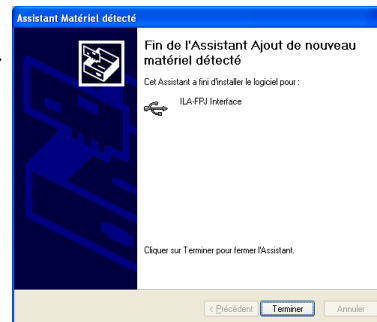 Assistant Matériel détecté
Fin de l'Assistant Ajout de nouveau
matériel détecté
Cet Assistant a fini d'installer le logiciel pour :
ILA-FPJ Interface
Cliquer sur Terminer pour fermer l'Assistant.
< Précédent
Terminer
Annuler